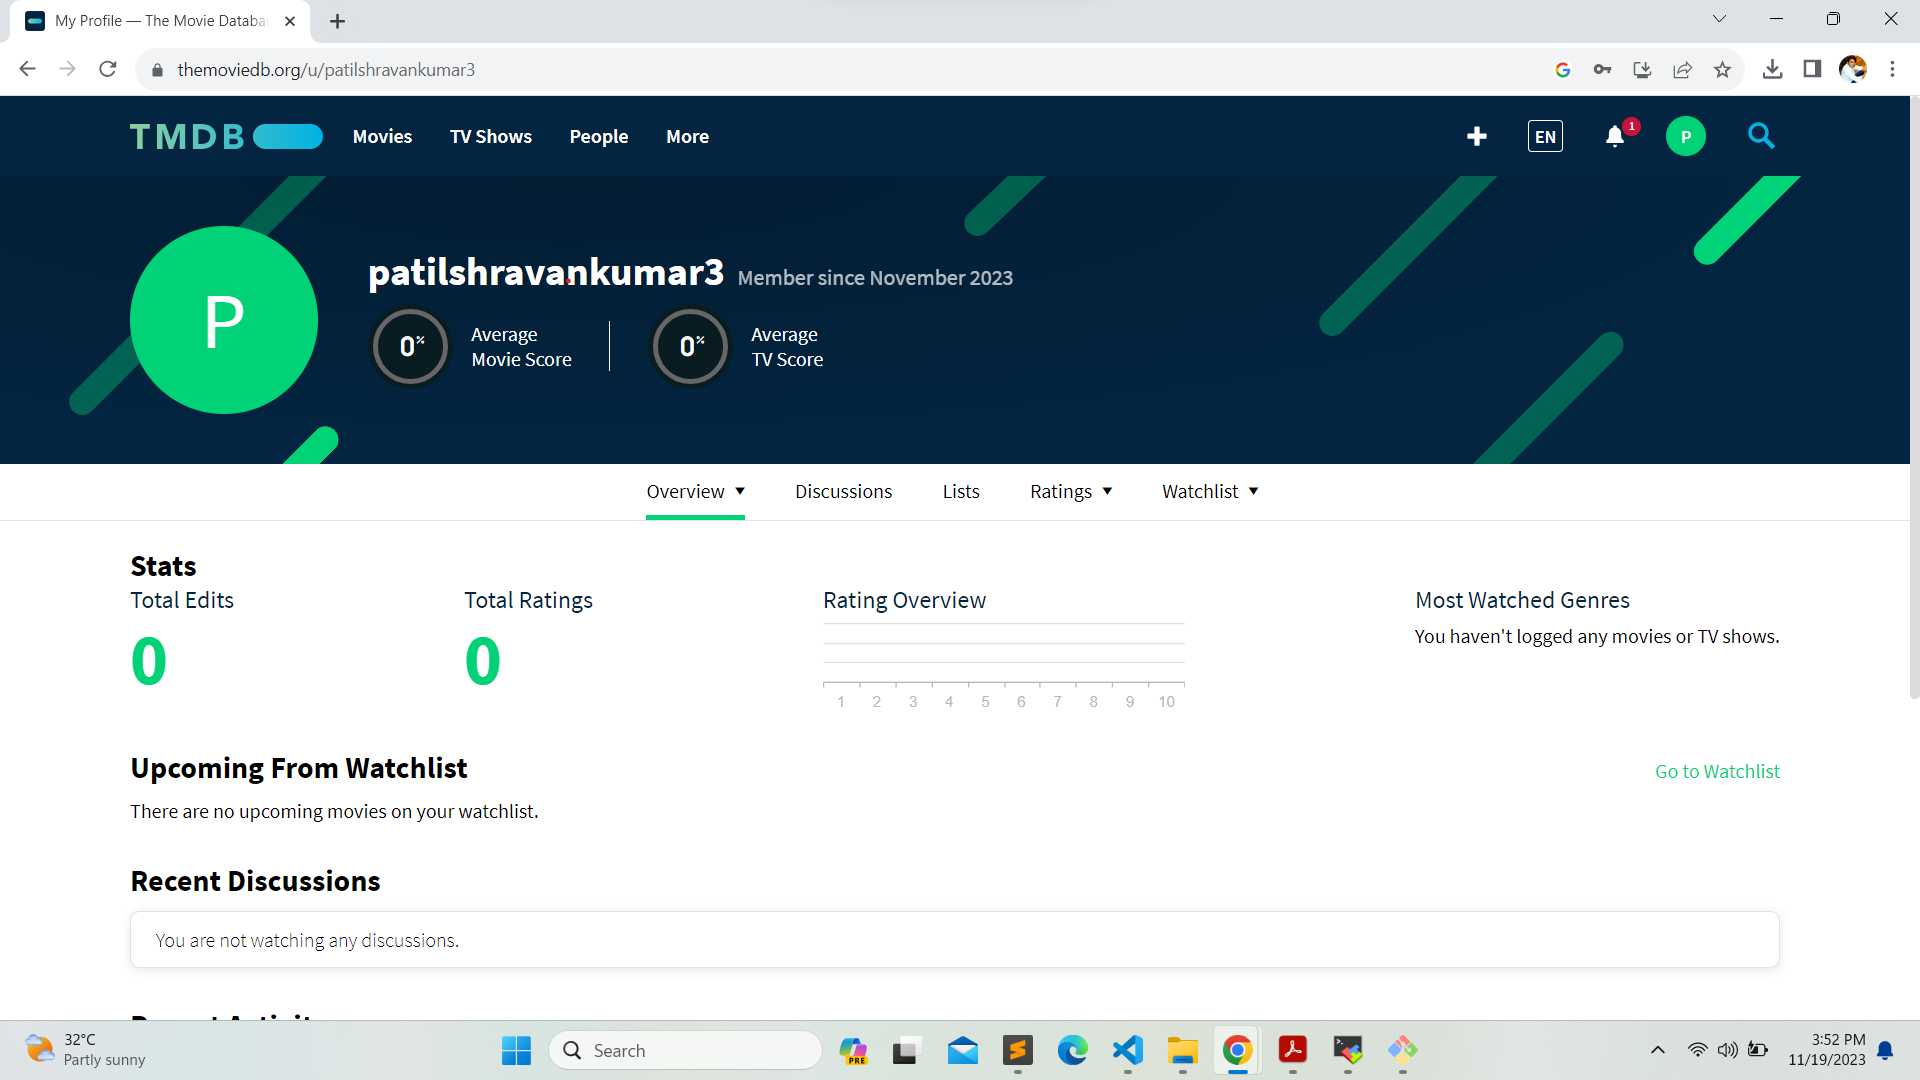 My Profile — The Movie Databa
themoviedb.org/u/patilshravankumar3
TMDB
Movies
TV Shows
People
More
EN
1
P
P
patilshravankumar3 Member since November 2023
0%
Average
Movie Score
0%
Average
TV Score
Overview
Discussions
Lists
Ratings
Watchlist
Stats
Total Edits
0
Total Ratings
0
Rating Overview
1 2 3 4 5 6 7 8 9 10
Most Watched Genres
You haven't logged any movies or TV shows.
Upcoming From Watchlist
Go to Watchlist
There are no upcoming movies on your watchlist.
Recent Discussions
You are not watching any discussions.
32°C
Partly sunny
Search
PRE
3:52 PM
11/19/2023